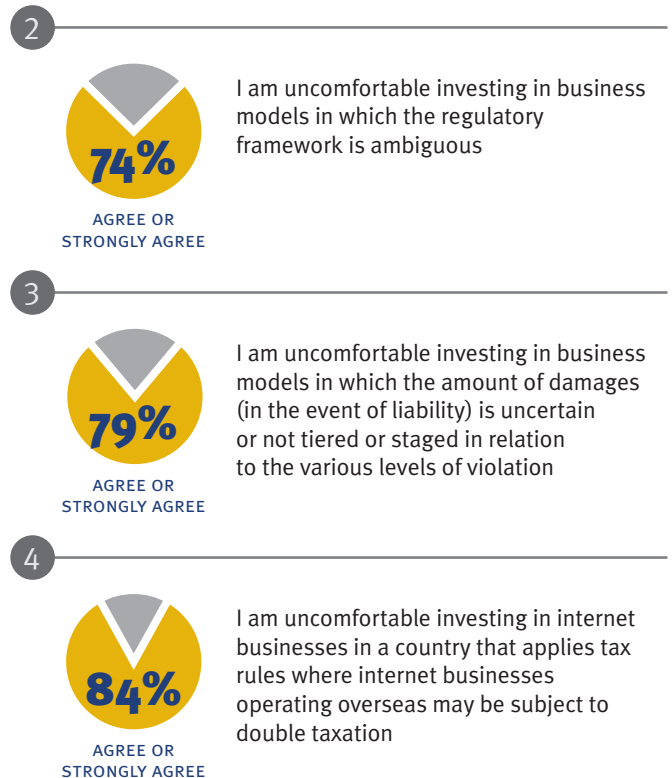 2
I am uncomfortable investing in business
models in which the regulatory
framework is ambiguous
74%
AGREE OR
STRONGLY AGREE
3
I am uncomfortable investing in business
models in which the amount of damages
(in the event of liability) is uncertain
or not tiered or staged in relation
to the various levels of violation
79%
AGREE OR
STRONGLY AGREE
4
I am uncomfortable investing in internet
businesses in a country that applies tax
rules where internet businesses
operating overseas may be subject to
double taxation
84%
AGREE OR
STRONGLY AGREE